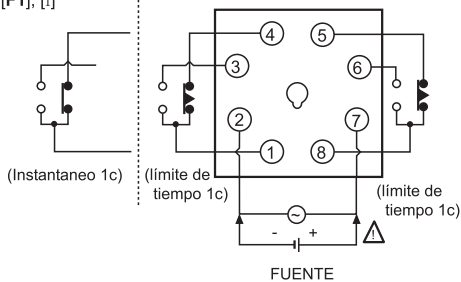 [PT], [I]
4
5
3
6
2
7
1
8
(Instantaneo 1c)
(límite de
tiempo 1c)
(límite de
tiempo 1c)
~
- +
!
FUENTE